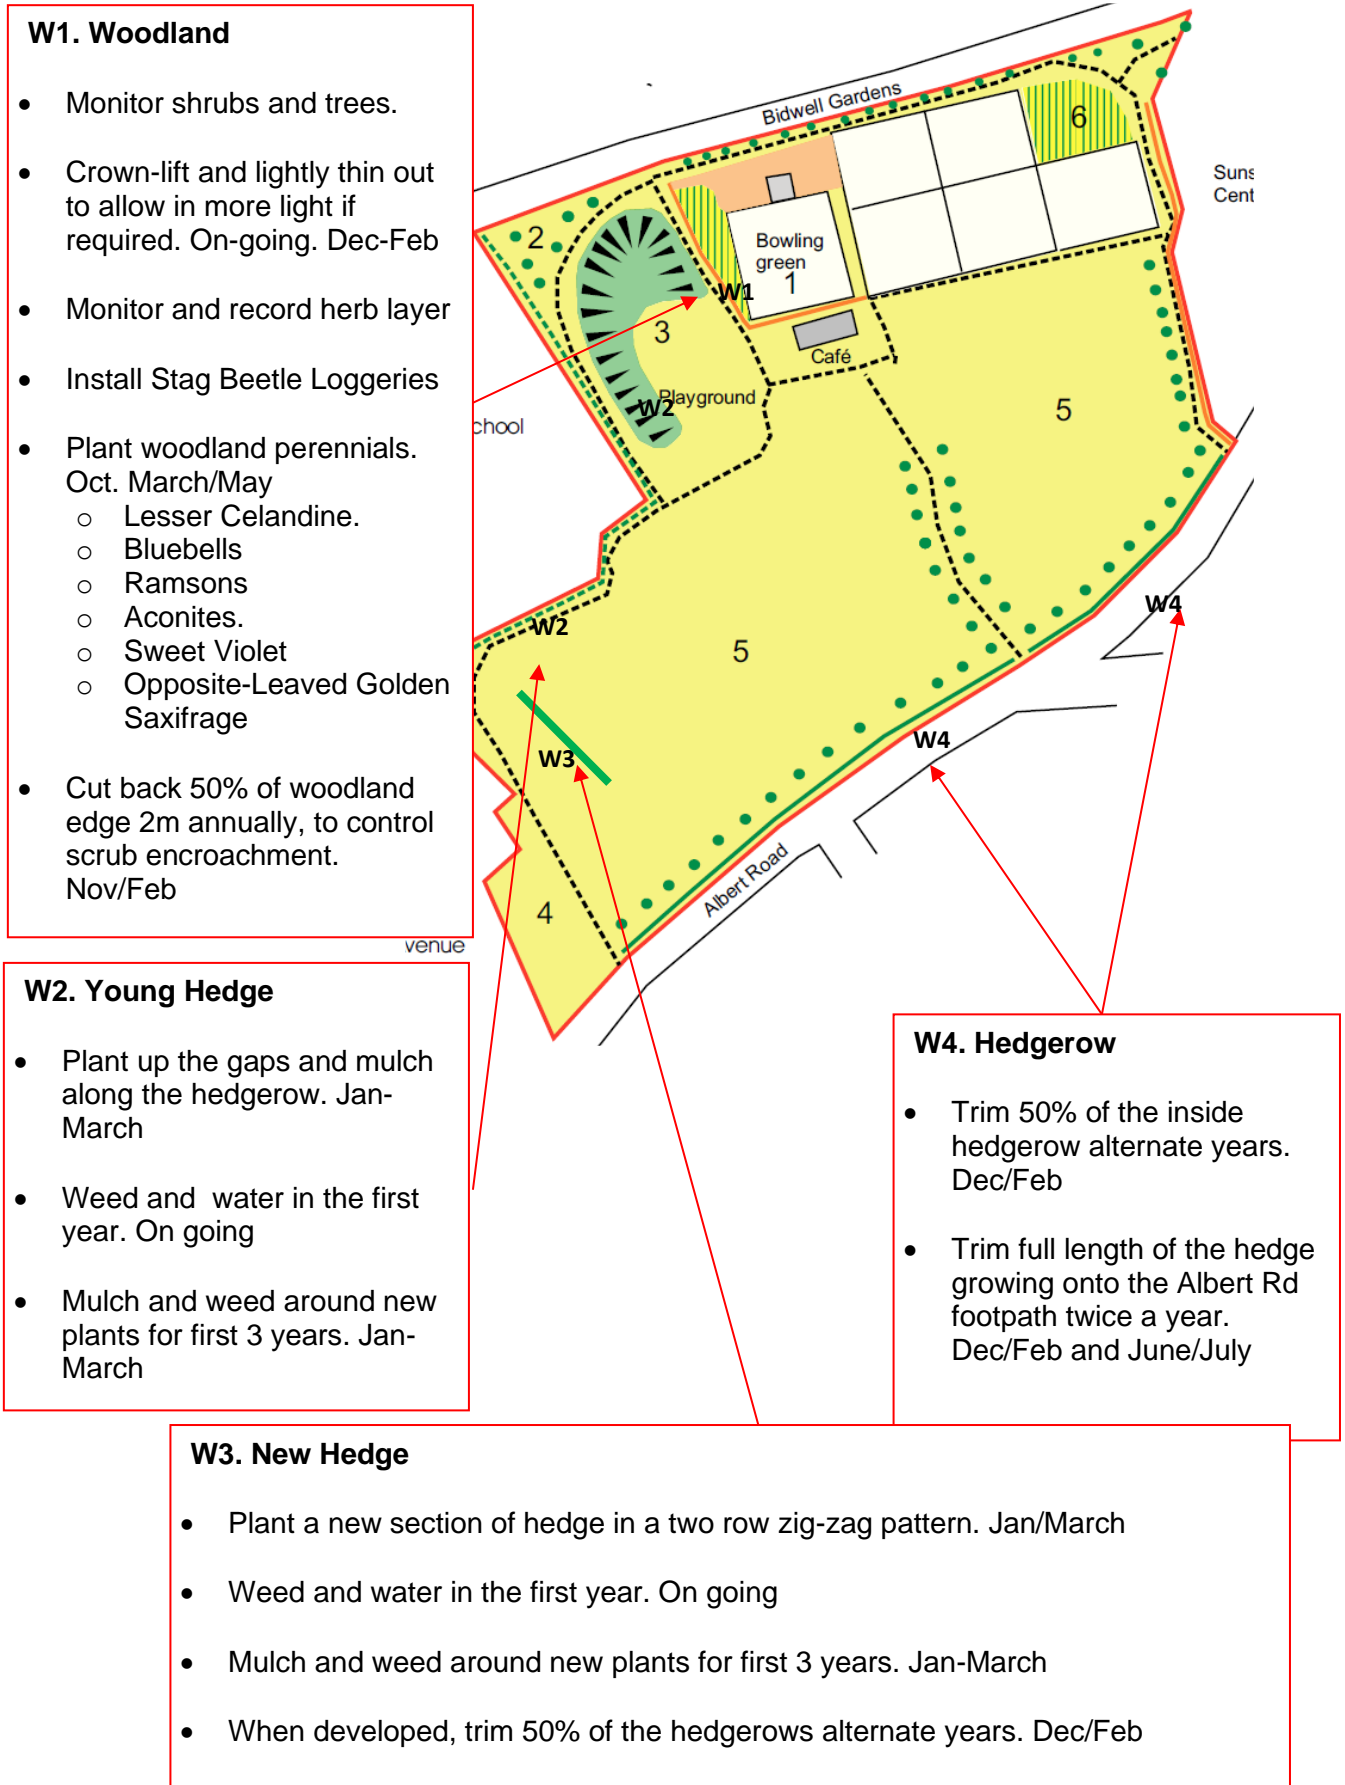 W1. Woodland
• Monitor shrubs and trees.
• Crown-lift and lightly thin out
to allow in more light if
required. On-going. Dec-Feb
• Monitor and record herb layer
• Install Stag Beetle Loggeries
• Plant woodland perennials.
Oct. March/May
o Lesser Celandine.
o Bluebells
o Ramsons
o Aconites.
o Sweet Violet
o Opposite-Leaved Golden
Saxifrage
• Cut back 50% of woodland
edge 2m annually, to control
scrub encroachment.
Nov/Feb
Bidwell Gardens
6
Suns
Cent
2
Bowling
green
1
W1
3
Café
Playground
W2
chool
5
W4
W2
5
W3
W4
Albert Road
4
venue
W2. Young Hedge
• Plant up the gaps and mulch
along the hedgerow. Jan-
March
• Weed and water in the first
year. On going
• Mulch and weed around new
plants for first 3 years. Jan-
March
W4. Hedgerow
• Trim 50% of the inside
hedgerow alternate years.
Dec/Feb
• Trim full length of the hedge
growing onto the Albert Rd
footpath twice a year.
Dec/Feb and June/July
W3. New Hedge
• Plant a new section of hedge in a two row zig-zag pattern. Jan/March
• Weed and water in the first year. On going
• Mulch and weed around new plants for first 3 years. Jan-March
• When developed, trim 50% of the hedgerows alternate years. Dec/Feb